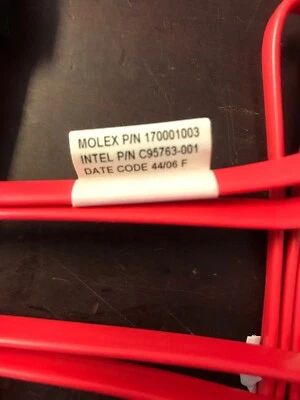 MOLEX P/N 170001003
INTEL P/N C95763-001
DATE CODE 44/06 F